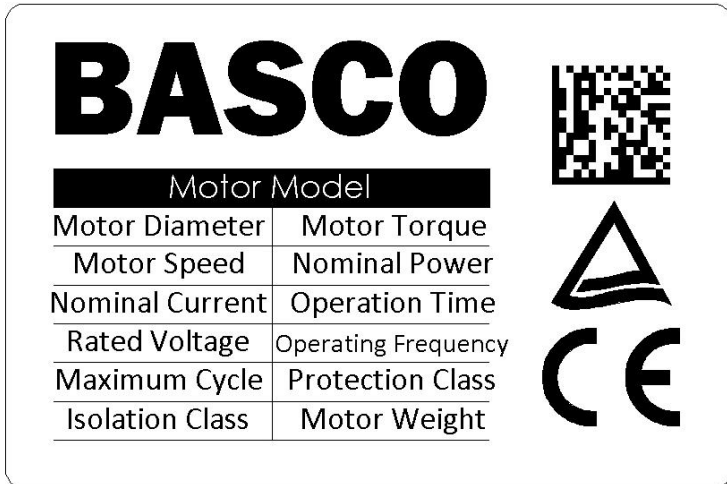 BASCO
Motor Model
Motor Diameter Motor Torque
Motor Speed Nominal Power
Nominal Current Operation Time
Rated Voltage Operating Frequency
Maximum Cycle Protection Class
Isolation Class Motor Weight
CE